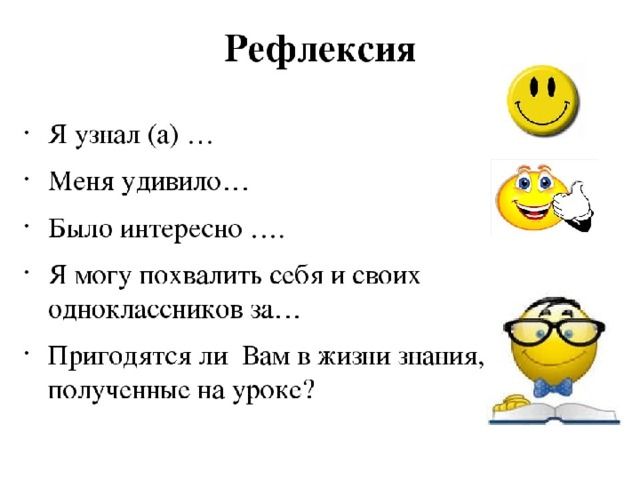 Рефлексия
Я узнал (а) …
Меня удивило…
Было интересно ….
Я могу похвалить себя и своих
одноклассников за…
Пригодятся ли Вам в жизни знания,
полученные на уроке?